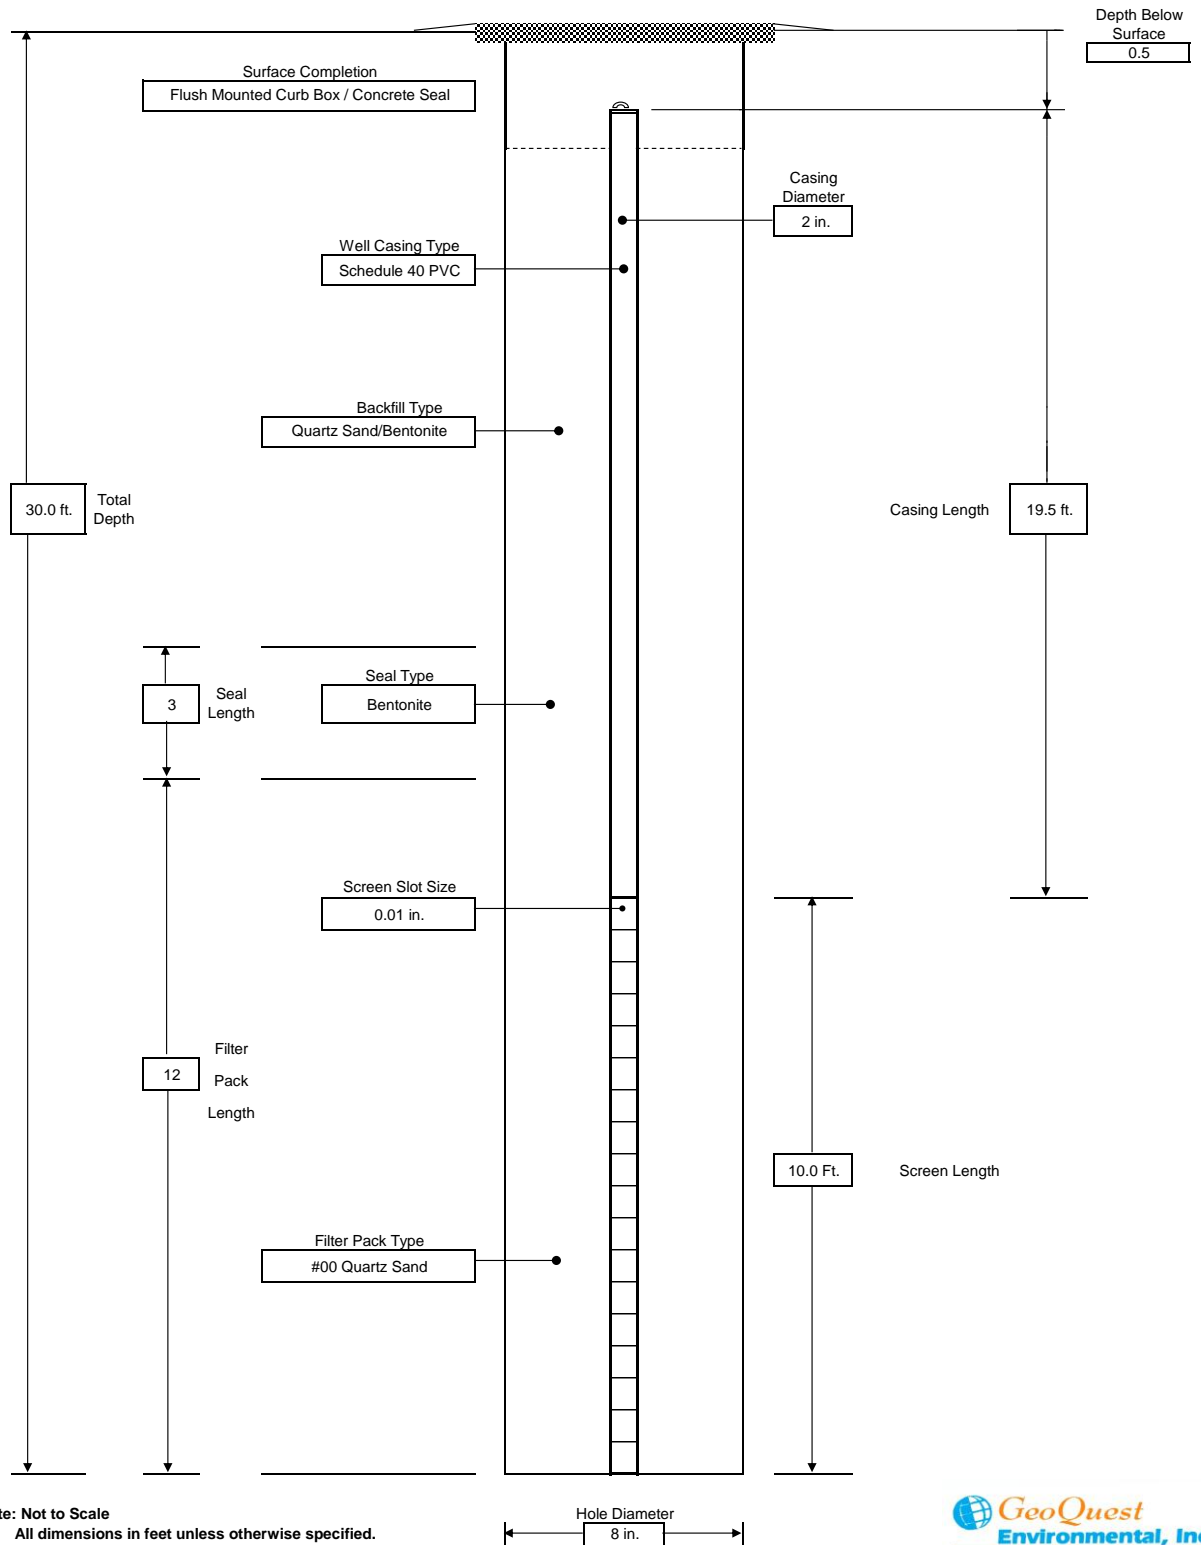 Depth Below
Surface
0.5
Surface Completion
Flush Mounted Curb Box / Concrete Seal
Casing
Diameter
2 in.
Well Casing Type
Schedule 40 PVC
Backfill Type
Quartz Sand/Bentonite
30.0 ft.
Total
Depth
Casing Length
19.5 ft.
3
Seal
Length
Seal Type
Bentonite
Screen Slot Size
0.01 in.
12
Filter
Pack
Length
10.0 Ft.
Screen Length
Filter Pack Type
#00 Quartz Sand
te: Not to Scale
All dimensions in feet unless otherwise specified.
Hole Diameter
8 in.
GeoQuest
Environmental, Inc